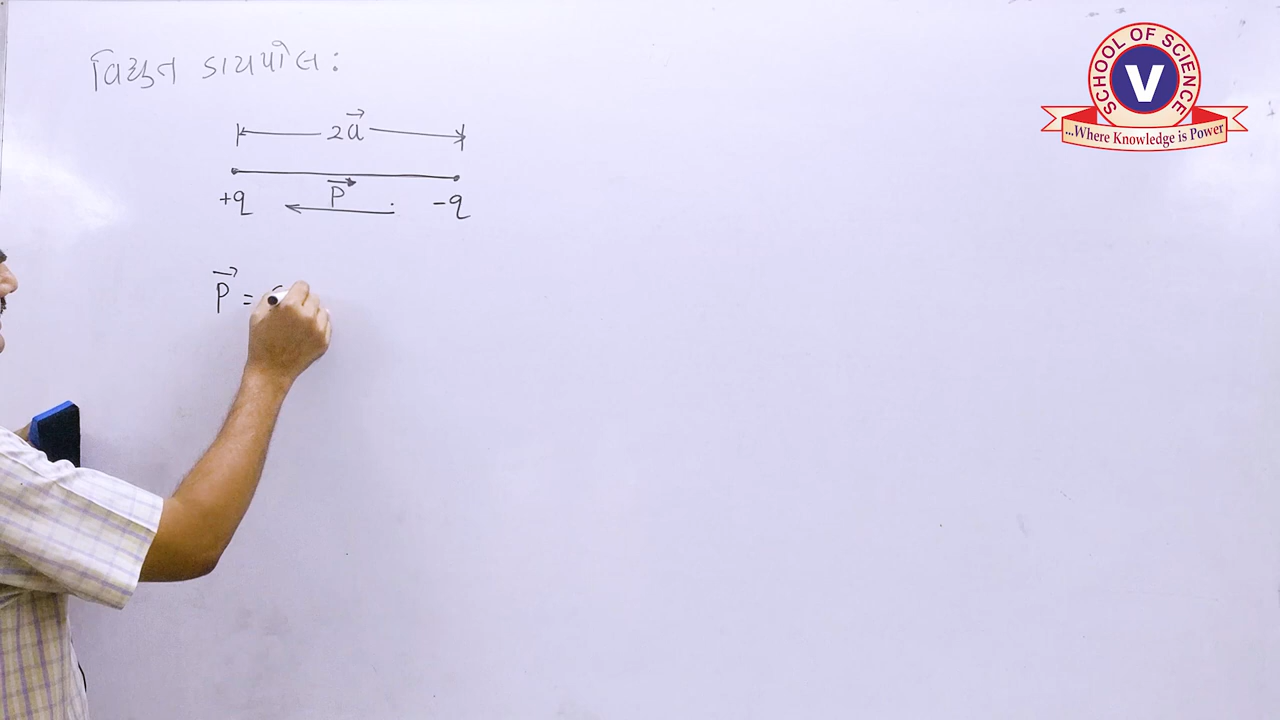 વિદ્યુત ડાયપોલ :
2a⃗
+q P⃗ -q
P⃗ =
SCHOOL OF SCIENCE
V
...Where Knowledge is Power